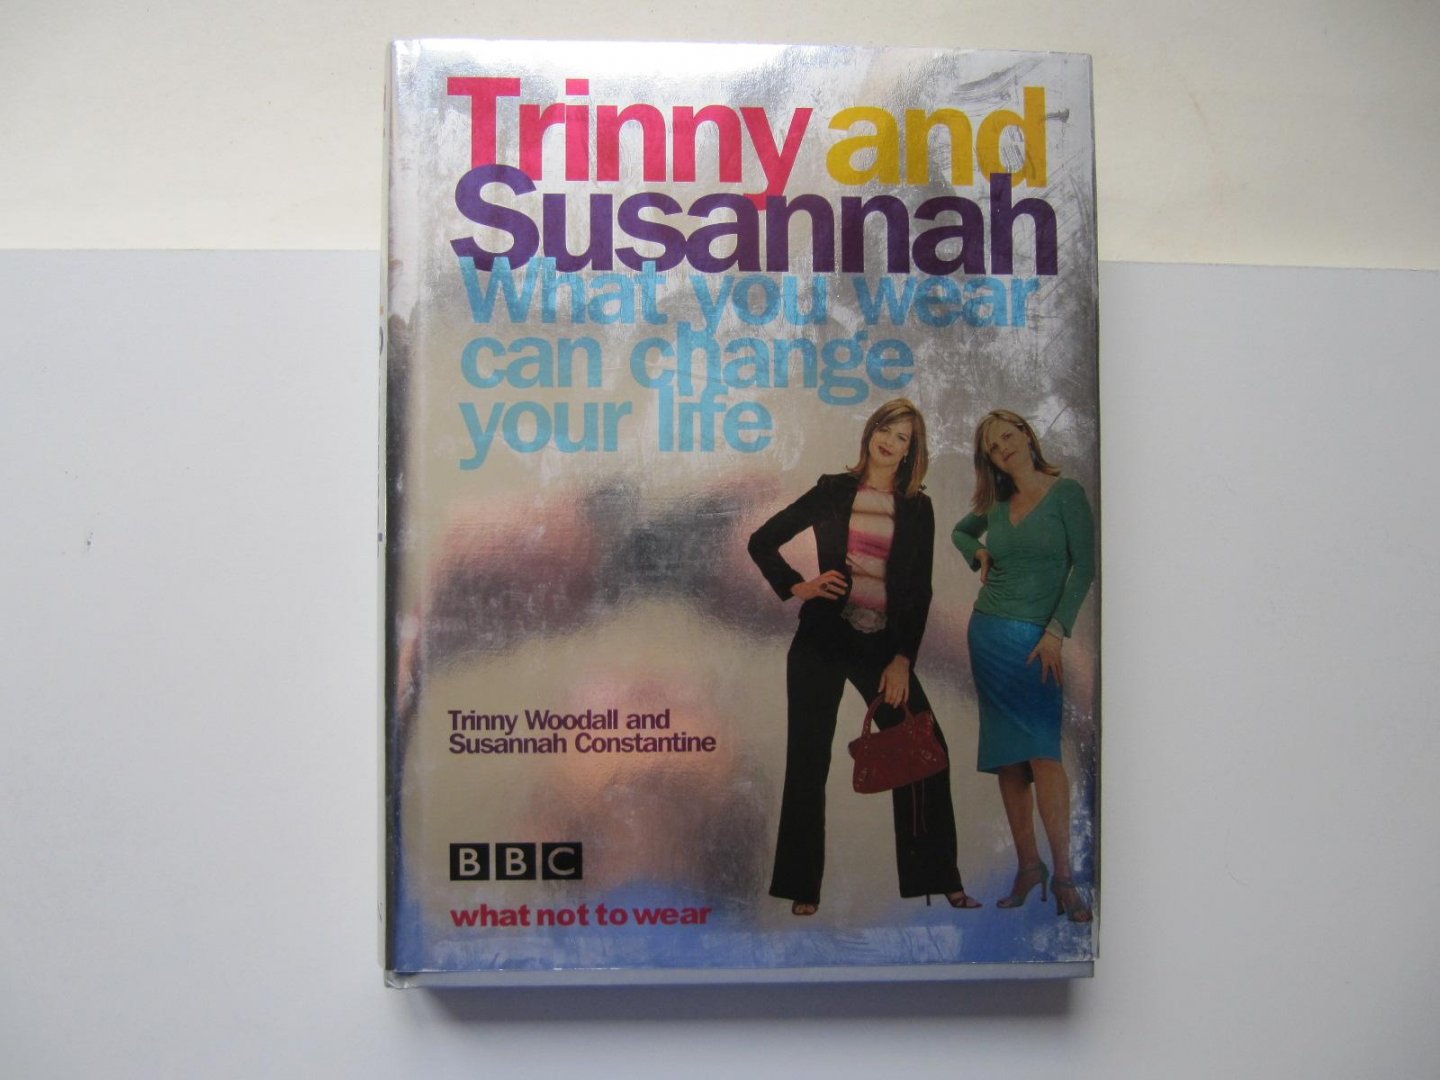 Trinny and
Susannah
What you wear
can change
your life
Trinny Woodall and
Susannah Constantine
BBC
what not to wear